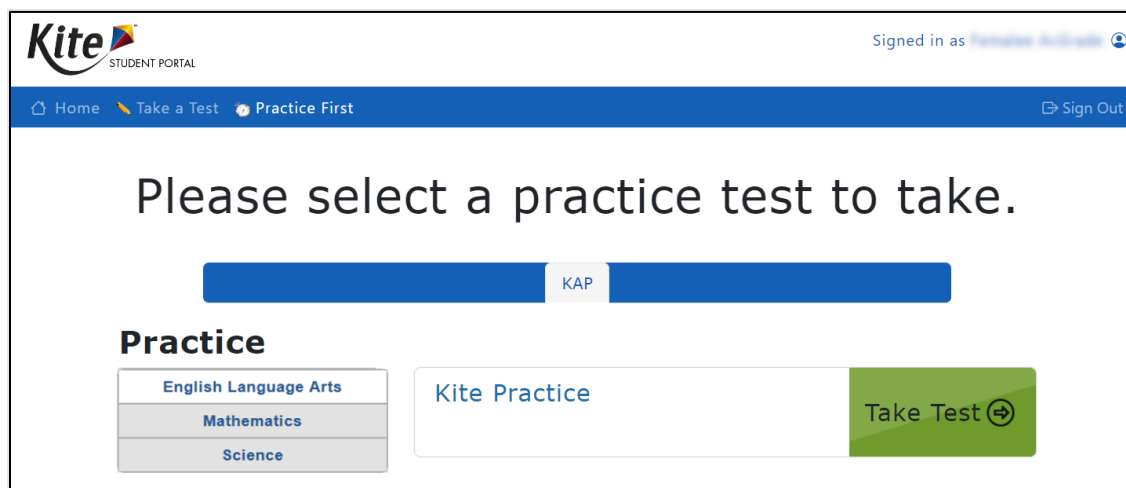 Kite
STUDENT PORTAL
Signed in as
Home Take a Test Practice First Sign Out
Please select a practice test to take.
KAP
Practice
English Language Arts
Mathematics
Science
Kite Practice
Take Test